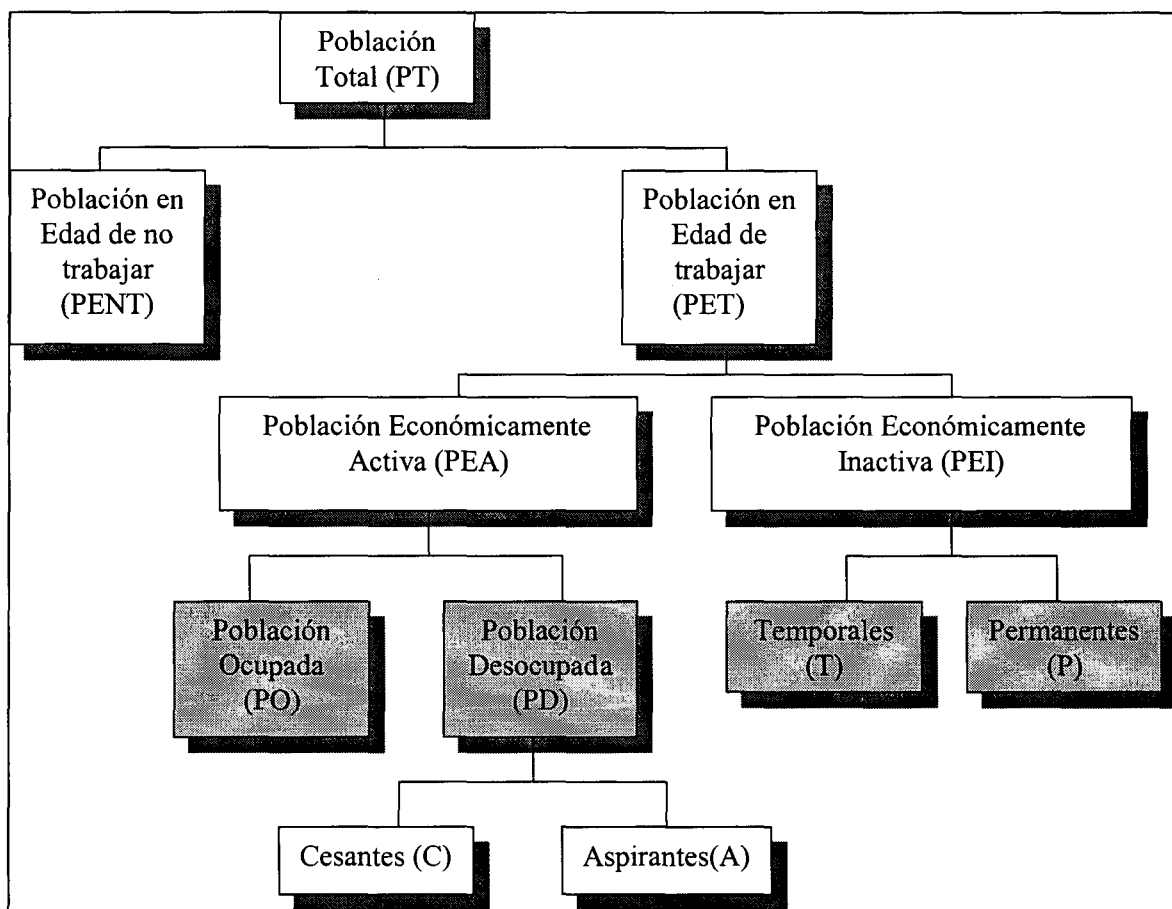 Población
Total (PT)
Población en
Edad de no
trabajar
(PENT)
Población en
Edad de
trabajar
(PET)
Población Económicamente
Activa (PEA)
Población Económicamente
Inactiva (PEI)
Población
Ocupada
(PO)
Población
Desocupada
(PD)
Temporales
(T)
Permanentes
(P)
Cesantes (C)
Aspirantes(A)